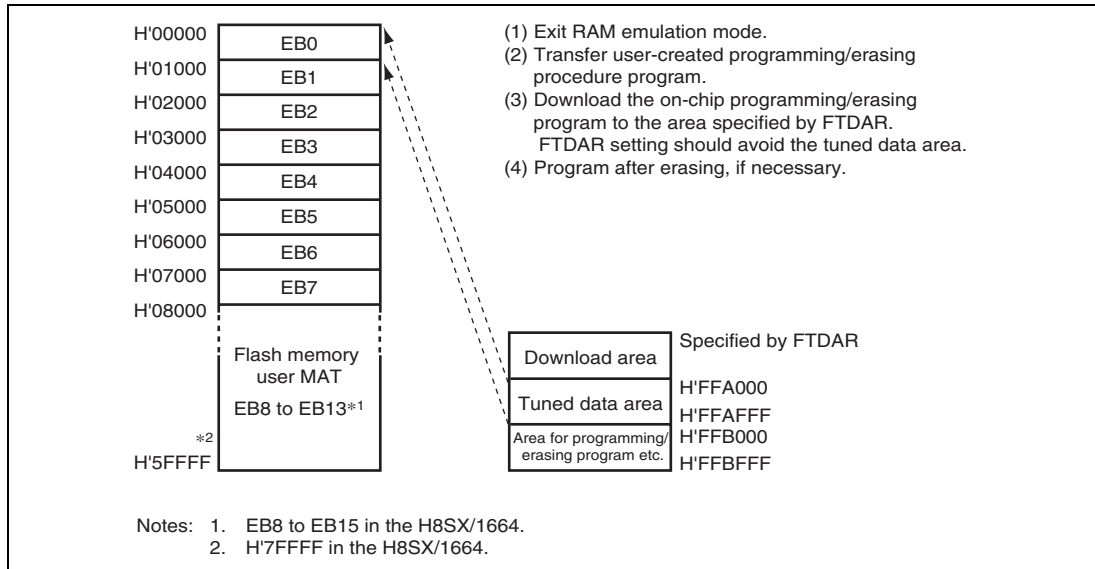 H'00000
EB0
H'01000
EB1
H'02000
EB2
H'03000
EB3
H'04000
EB4
H'05000
EB5
H'06000
EB6
H'07000
EB7
H'08000
Flash memory
user MAT
EB8 to EB13*1
*2
H'5FFFF
(1) Exit RAM emulation mode.
(2) Transfer user-created programming/erasing
procedure program.
(3) Download the on-chip programming/erasing
program to the area specified by FTDAR.
FTDAR setting should avoid the tuned data area.
(4) Program after erasing, if necessary.
Specified by FTDAR
Download area
H'FFA000
Tuned data area
H'FFAFFF
Area for programming/
erasing program etc.
H'FFB000
H'FFBFFF
Notes: 1. EB8 to EB15 in the H8SX/1664.
2. H'7FFFF in the H8SX/1664.